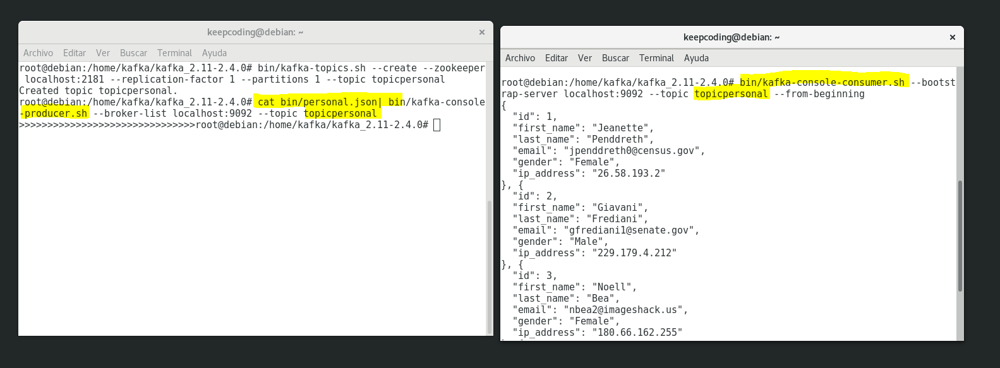 keepcoding@debian: ~
Archivo Editar Ver Buscar Terminal Ayuda
root@debian:/home/kafka/kafka_2.11-2.4.0# bin/kafka-topics.sh --create --zookeeper
localhost:2181 --replication-factor 1 --partitions 1 --topic topicpersonal
Created topic topicpersonal.
root@debian:/home/kafka/kafka_2.11-2.4.0# cat bin/personal.json| bin/kafka-console
-producer.sh --broker-list localhost:9092 --topic topicpersonal
>>>>>>>>>>>>>>>>>>>>>>>>>>>>>>>root@debian:/home/kafka/kafka_2.11-2.4.0#
keepcoding@debian: ~
Archivo Editar Ver Buscar Terminal Ayuda
root@debian:/home/kafka/kafka_2.11-2.4.0# bin/kafka-console-consumer.sh --bootst
rap-server localhost:9092 --topic topicpersonal --from-beginning
{
"id": 1,
"first_name": "Jeanette",
"last_name": "Penddreth",
"email": "jpenddreth0@census.gov",
"gender": "Female",
"ip_address": "26.58.193.2"
}, {
"id": 2,
"first_name": "Giavani",
"last_name": "Frediani",
"email": "gfrediani1@senate.gov",
"gender": "Male",
"ip_address": "229.179.4.212"
}, {
"id": 3,
"first_name": "Noell",
"last_name": "Bea",
"email": "nbea2@imageshack.us",
"gender": "Female",
"ip_address": "180.66.162.255"